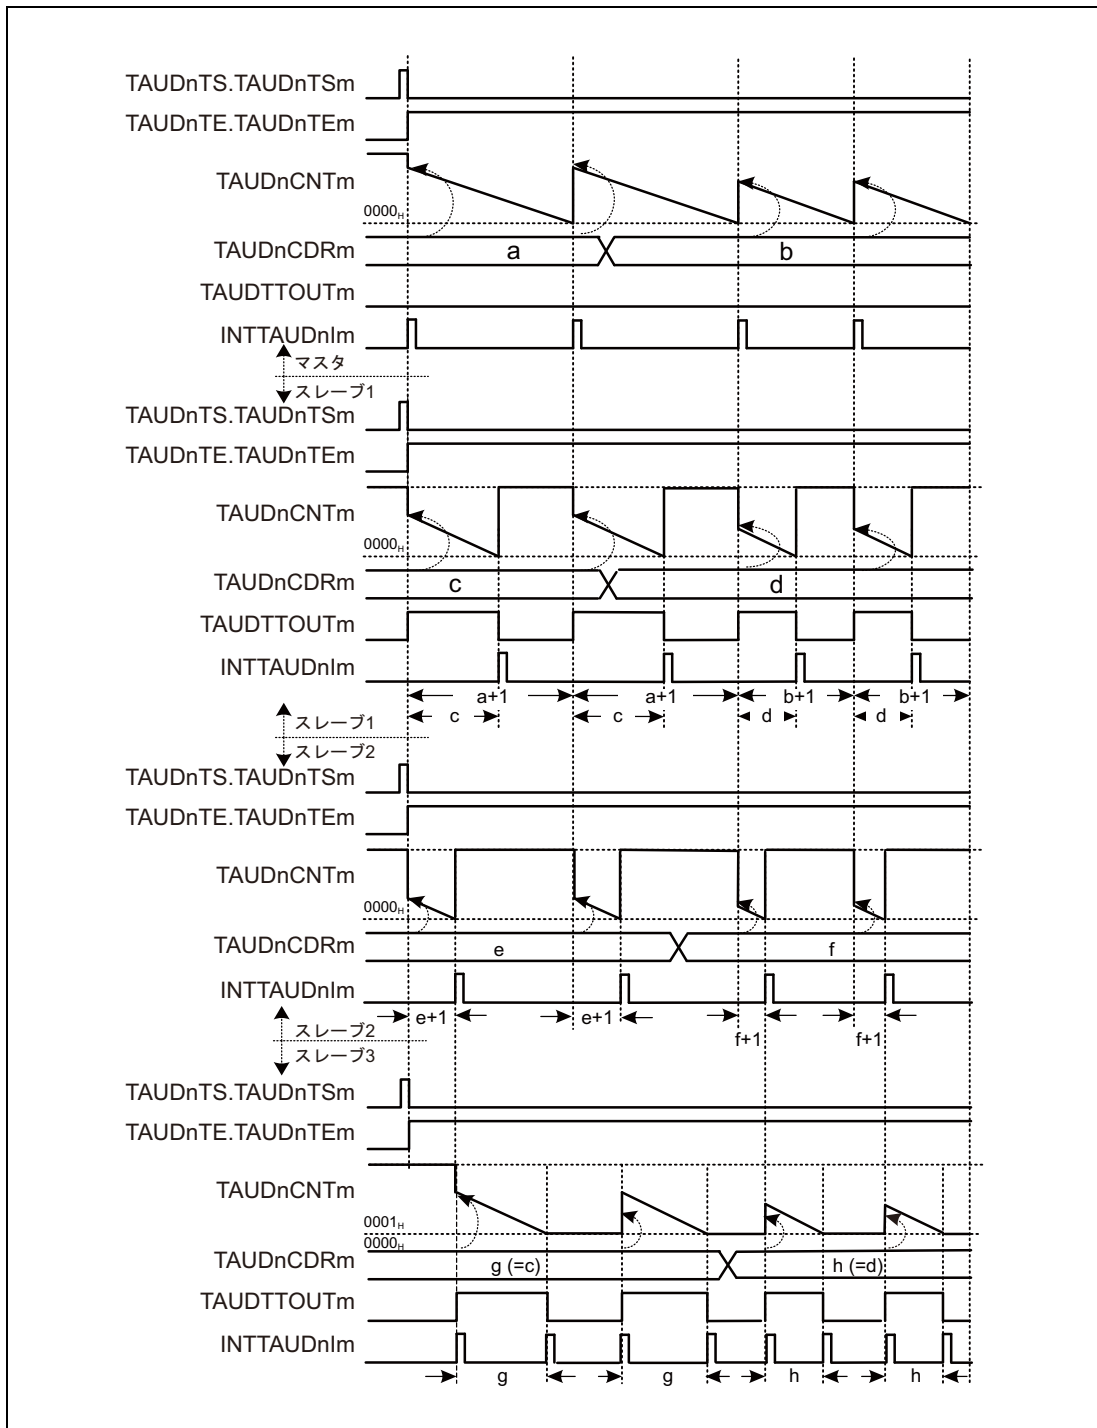 TAUDnTS.TAUDnTSm
TAUDnTE.TAUDnTEm
TAUDnCNTm
0000H
TAUDnCDRm
a
b
TAUDTTOUTm
INTTAUDnIm
マスタ
スレーブ1
TAUDnTS.TAUDnTSm
TAUDnTE.TAUDnTEm
TAUDnCNTm
0000H
TAUDnCDRm
c
d
TAUDTTOUTm
INTTAUDnIm
a+1
a+1
b+1
b+1
c
c
d
d
スレーブ1
スレーブ2
TAUDnTS.TAUDnTSm
TAUDnTE.TAUDnTEm
TAUDnCNTm
0000H
TAUDnCDRm
e
f
INTTAUDnIm
e+1
e+1
f+1
f+1
スレーブ2
スレーブ3
TAUDnTS.TAUDnTSm
TAUDnTE.TAUDnTEm
TAUDnCNTm
0001H
0000H
TAUDnCDRm
g (=c)
h (=d)
TAUDTTOUTm
INTTAUDnIm
g
g
h
h